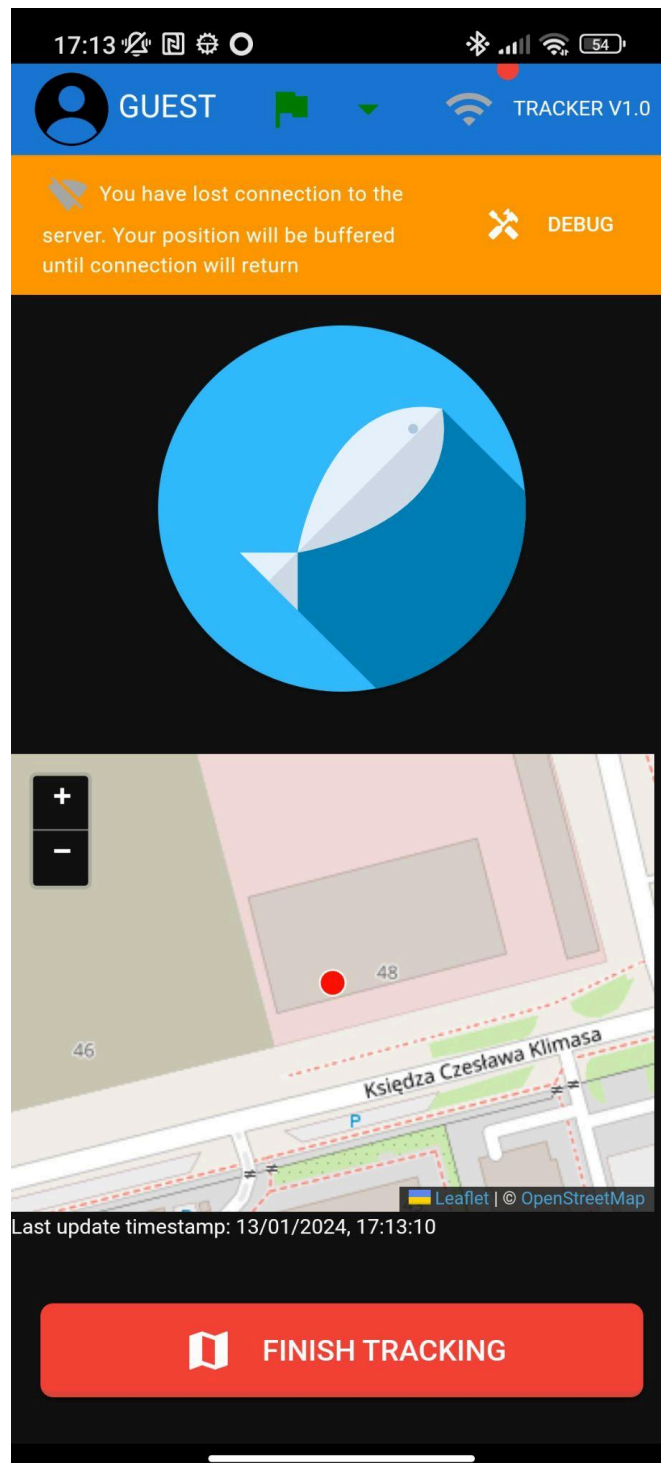 17:13
54
GUEST
TRACKER V1.0
You have lost connection to the
server. Your position will be buffered
until connection will return
DEBUG
+
−
48
46
Księdza Czesława Klimasa
P
Leaflet | © OpenStreetMap
Last update timestamp: 13/01/2024, 17:13:10
FINISH TRACKING